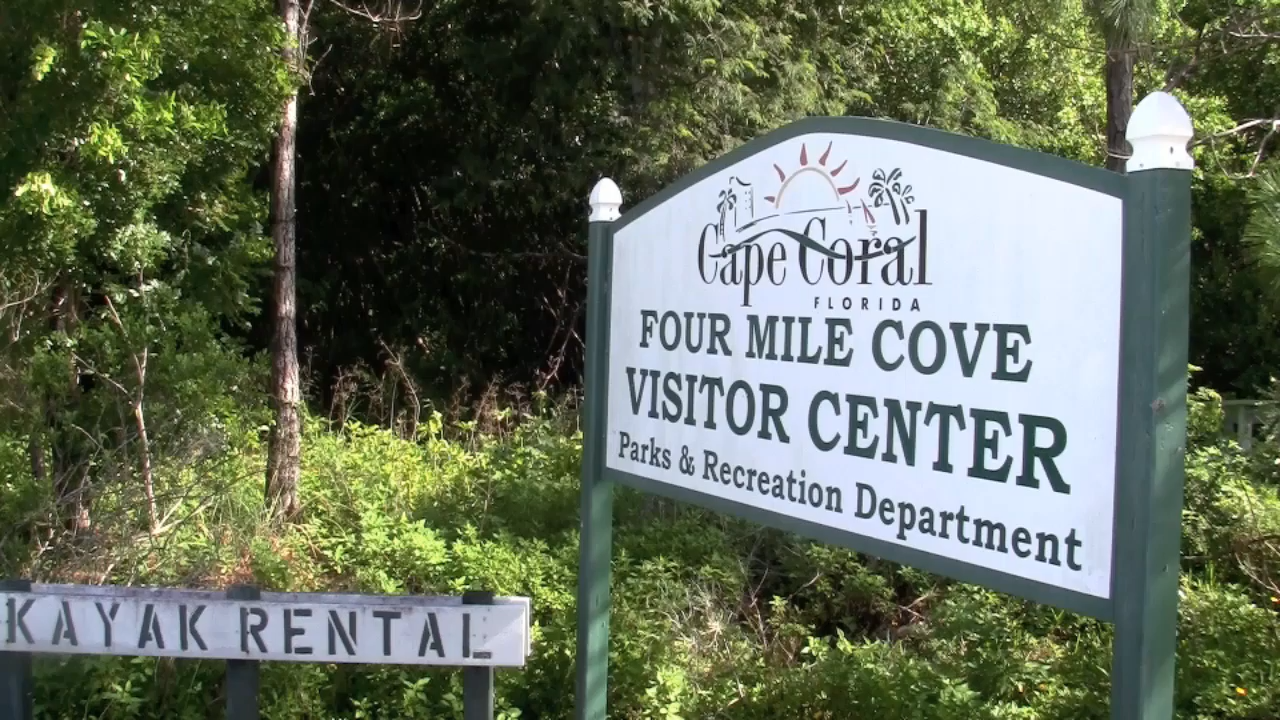 Cape Coral
FLORIDA
FOUR MILE COVE
VISITOR CENTER
Parks & Recreation Department
KAYAK RENTAL